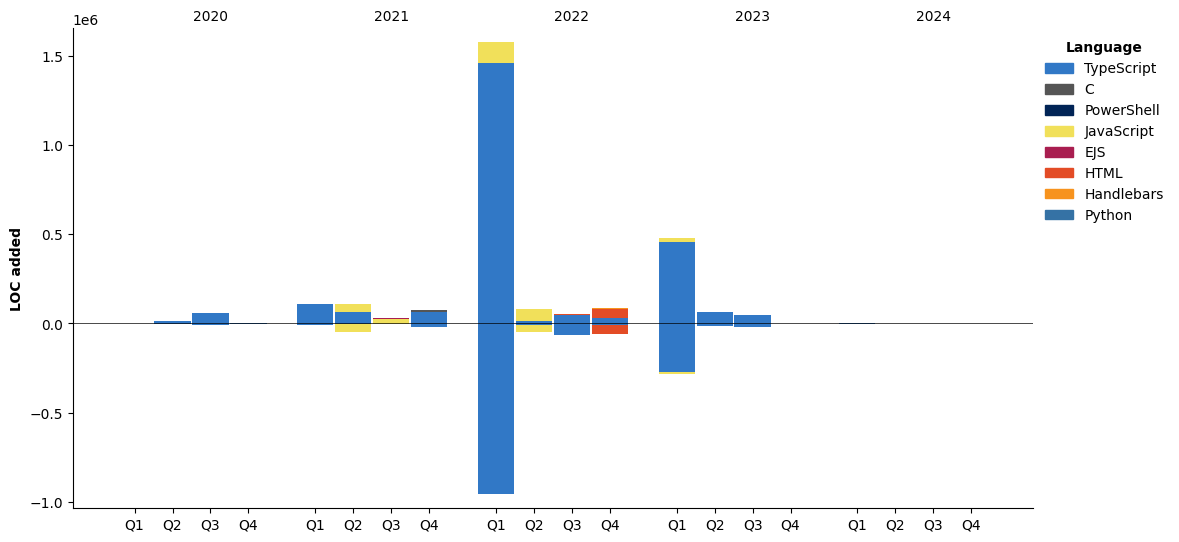 1e6
2020 2021 2022 2023 2024
1.5
1.0
0.5
0.0
−0.5
−1.0
LOC added
Q1 Q2 Q3 Q4 Q1 Q2 Q3 Q4 Q1 Q2 Q3 Q4 Q1 Q2 Q3 Q4 Q1 Q2 Q3 Q4
Language
TypeScript
C
PowerShell
JavaScript
EJS
HTML
Handlebars
Python